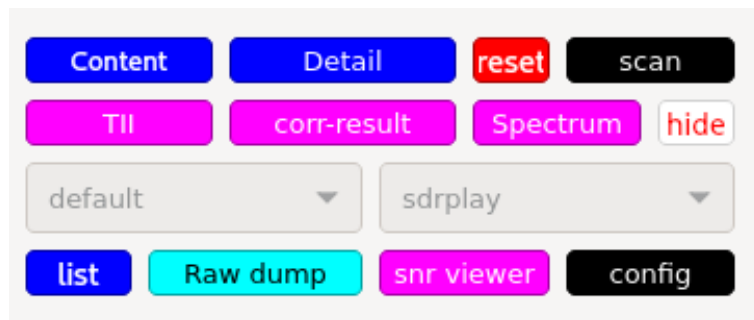 Content Detail reset scan
TII corr-result Spectrum hide
default sdrplay
list Raw dump snr viewer config